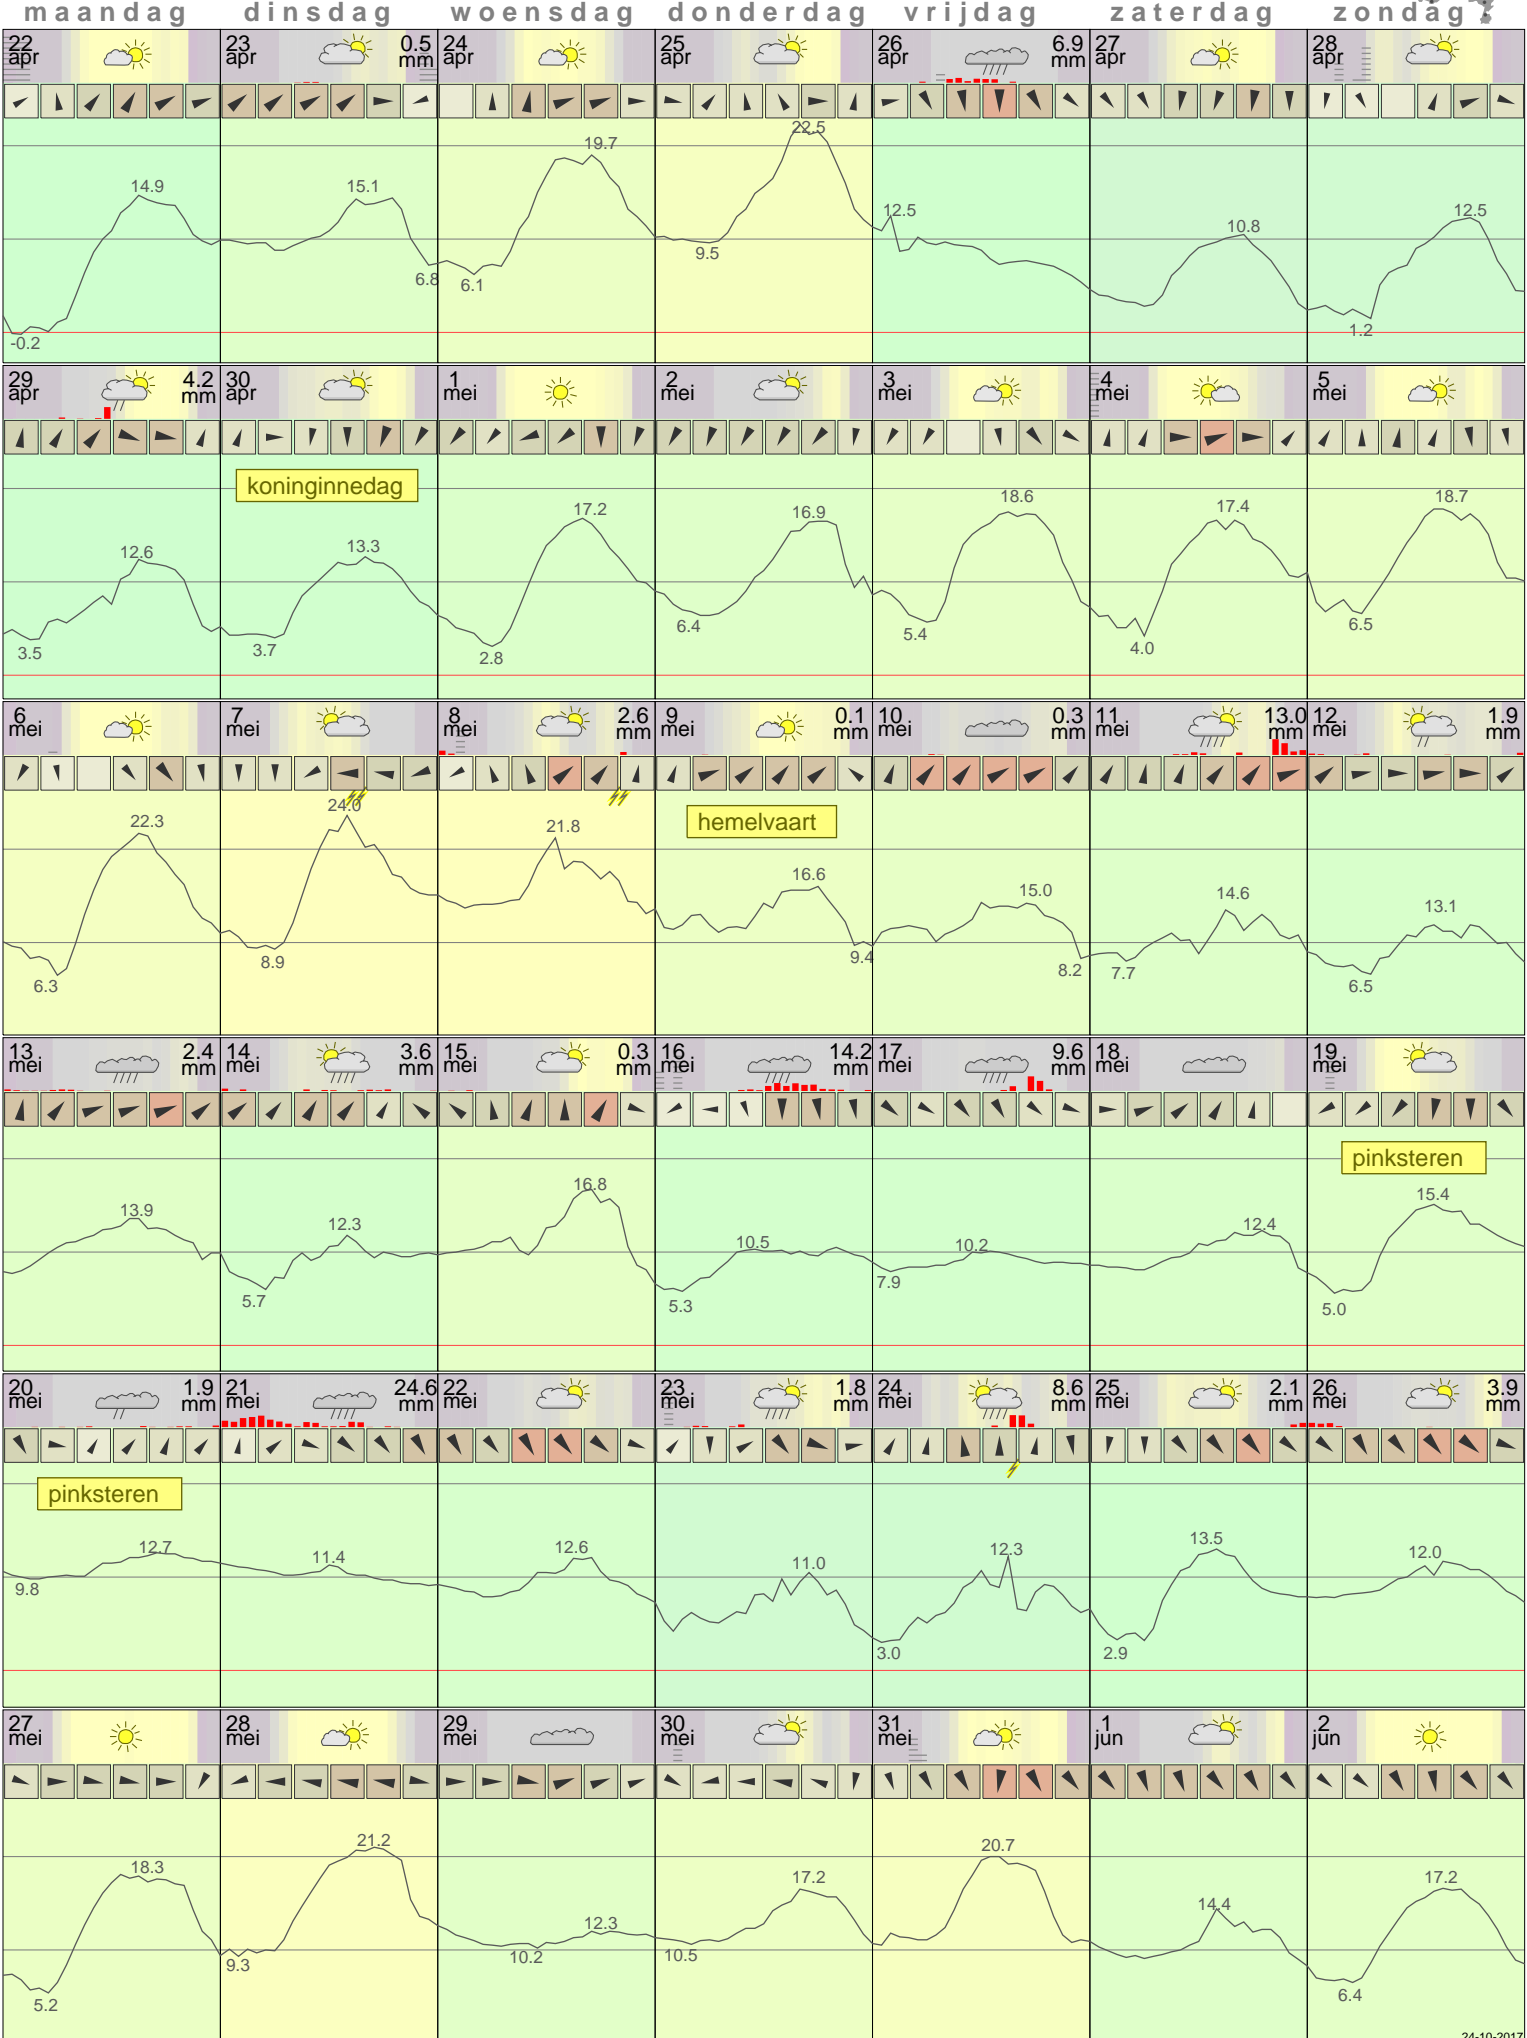 maandag dinsdag woensdag donderdag vrijdag zaterdag zondag
22 apr 23 apr 0.5 mm 24 apr 25 apr 26 apr 6.9 mm 27 apr 28 apr
22.5
19.7
14.9 15.1 12.5 10.8 12.5
9.5
6.8 6.1
-0.2 1.2
29 apr 4.2 mm 30 apr 1 mei 2 mei 3 mei 4 mei 5 mei
koninginnedag
17.2 16.9 18.6 17.4 18.7
12.6 13.3
6.4 5.4 6.5
3.5 3.7 2.8 4.0
6 mei 7 mei 8 mei 2.6 mm 9 mei 0.1 mm 10 mei 0.3 mm 11 mei 13.0 mm 12 mei 1.9 mm
24.0
22.3 21.8 hemelvaart
16.6 15.0 14.6 13.1
8.9 9.4 8.2 7.7
6.3 6.5
13 mei 2.4 mm 14 mei 3.6 mm 15 mei 0.3 mm 16 mei 14.2 mm 17 mei 9.6 mm 18 mei 19 mei
pinksteren
16.8 15.4
13.9 12.3 10.5 10.2 12.4
7.9
5.7 5.3 5.0
20 mei 1.9 mm 21 mei 24.6 mm 22 mei 23 mei 1.8 mm 24 mei 8.6 mm 25 mei 2.1 mm 26 mei 3.9 mm
pinksteren
12.7 11.4 12.6 11.0 12.3 13.5 12.0
9.8
3.0 2.9
27 mei 28 mei 29 mei 30 mei 31 mei 1 jun 2 jun
18.3 21.2 17.2 20.7 17.2
12.3 14.4
9.3 10.2 10.5
5.2 6.4
24-10-2017